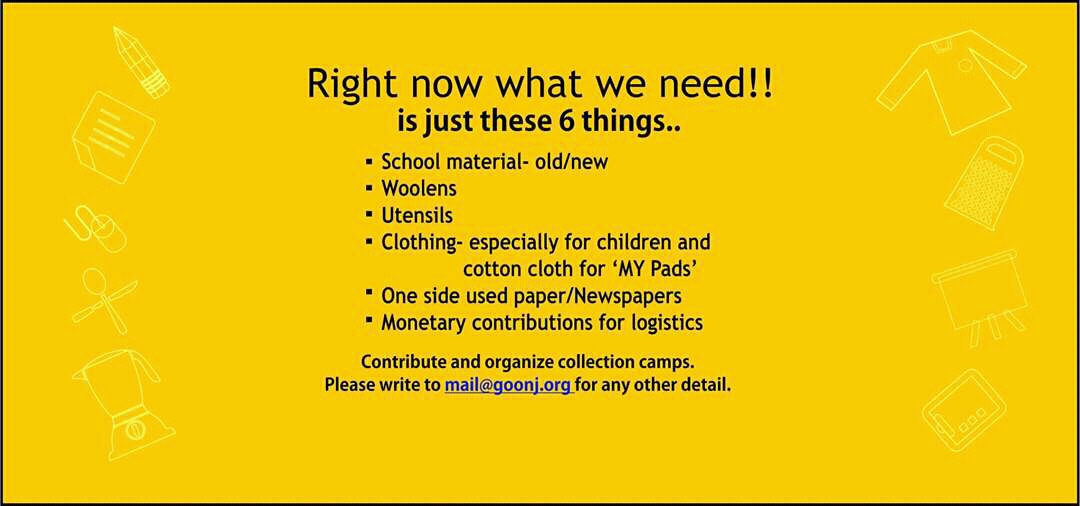 Right now what we need!!
is just these 6 things..
▪ School material- old/new
▪ Woolens
▪ Utensils
▪ Clothing- especially for children and
cotton cloth for ‘MY Pads’
▪ One side used paper/Newspapers
▪ Monetary contributions for logistics
Contribute and organize collection camps.
Please write to mail@goonj.org for any other detail.